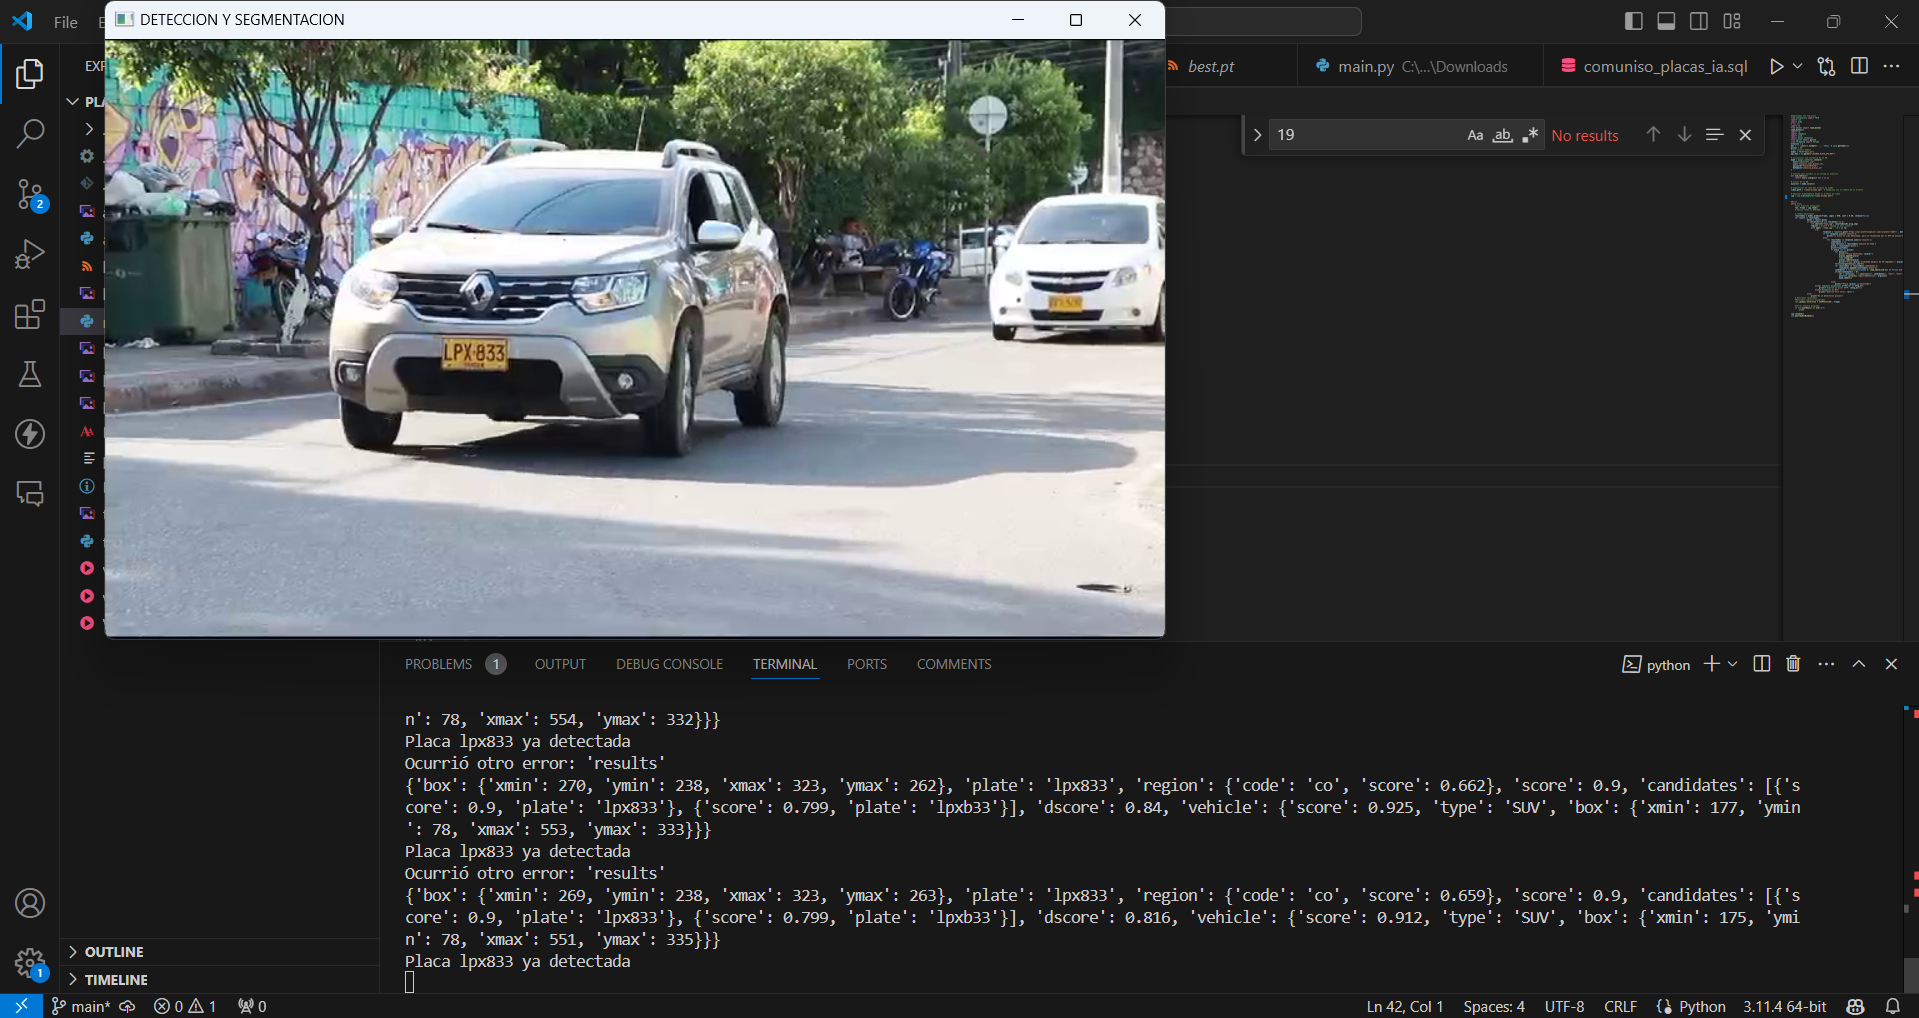 File
DETECCION Y SEGMENTACION
best.pt
main.py C:\...\Downloads
comuniso_placas_ia.sql
19
Aa
ab
No results
LPX 833
2
PROBLEMS 1
OUTPUT
DEBUG CONSOLE
TERMINAL
PORTS
COMMENTS
python
n': 78, 'xmax': 554, 'ymax': 332}}}
Placa lpx833 ya detectada
Ocurrió otro error: 'results'
{'box': {'xmin': 270, 'ymin': 238, 'xmax': 323, 'ymax': 262}, 'plate': 'lpx833', 'region': {'code': 'co', 'score': 0.662}, 'score': 0.9, 'candidates': [{'s
core': 0.9, 'plate': 'lpx833'}, {'score': 0.799, 'plate': 'lpxb33'}], 'dscore': 0.84, 'vehicle': {'score': 0.925, 'type': 'SUV', 'box': {'xmin': 177, 'ymin
': 78, 'xmax': 553, 'ymax': 333}}}
Placa lpx833 ya detectada
Ocurrió otro error: 'results'
{'box': {'xmin': 269, 'ymin': 238, 'xmax': 323, 'ymax': 263}, 'plate': 'lpx833', 'region': {'code': 'co', 'score': 0.659}, 'score': 0.9, 'candidates': [{'s
core': 0.9, 'plate': 'lpx833'}, {'score': 0.799, 'plate': 'lpxb33'}], 'dscore': 0.816, 'vehicle': {'score': 0.912, 'type': 'SUV', 'box': {'xmin': 175, 'ymi
n': 78, 'xmax': 551, 'ymax': 335}}}
Placa lpx833 ya detectada
OUTLINE
TIMELINE
1
main*
0
1
0
Ln 42, Col 1
Spaces: 4
UTF-8
CRLF
Python
3.11.4 64-bit